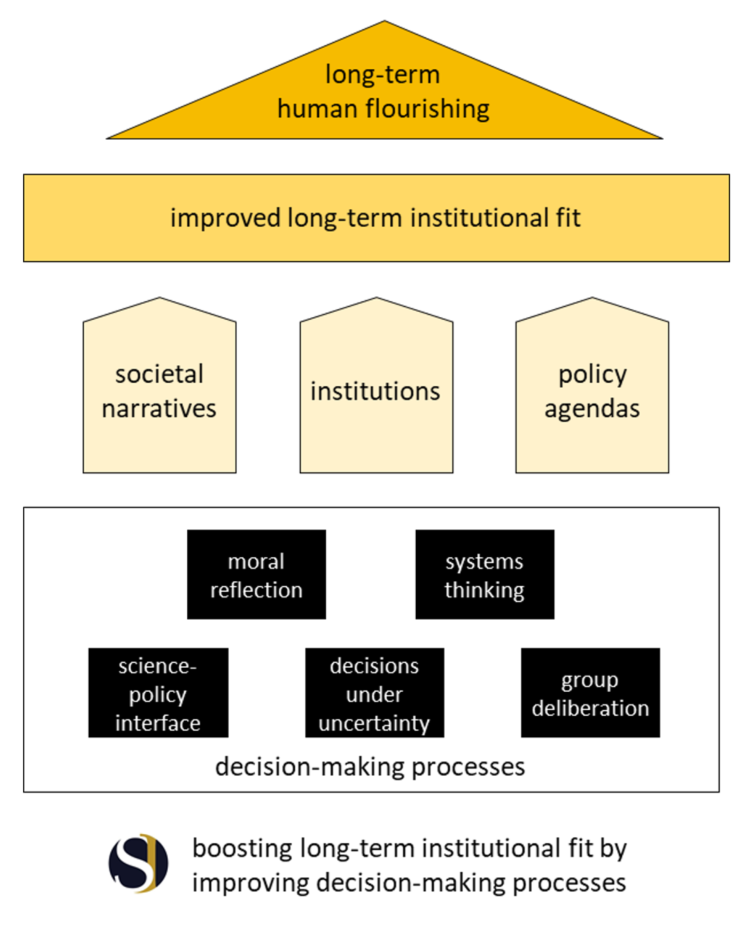 long-term
human flourishing
improved long-term institutional fit
societal
narratives
institutions
policy
agendas
moral
reflection
systems
thinking
science-
policy
interface
decisions
under
uncertainty
group
deliberation
decision-making processes
SI
boosting long-term institutional fit by
improving decision-making processes